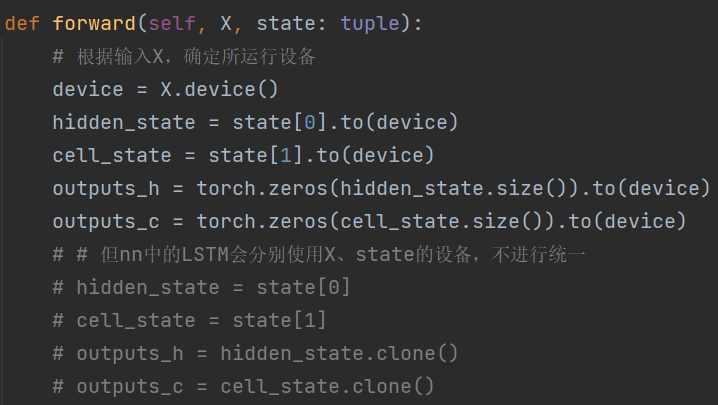 def forward(self, X, state: tuple):
# 根据输入X，确定所运行设备
device = X.device()
hidden_state = state[0].to(device)
cell_state = state[1].to(device)
outputs_h = torch.zeros(hidden_state.size()).to(device)
outputs_c = torch.zeros(cell_state.size()).to(device)
# # 但nn中的LSTM会分别使用X、state的设备，不进行统一
# hidden_state = state[0]
# cell_state = state[1]
# outputs_h = hidden_state.clone()
# outputs_c = cell_state.clone()